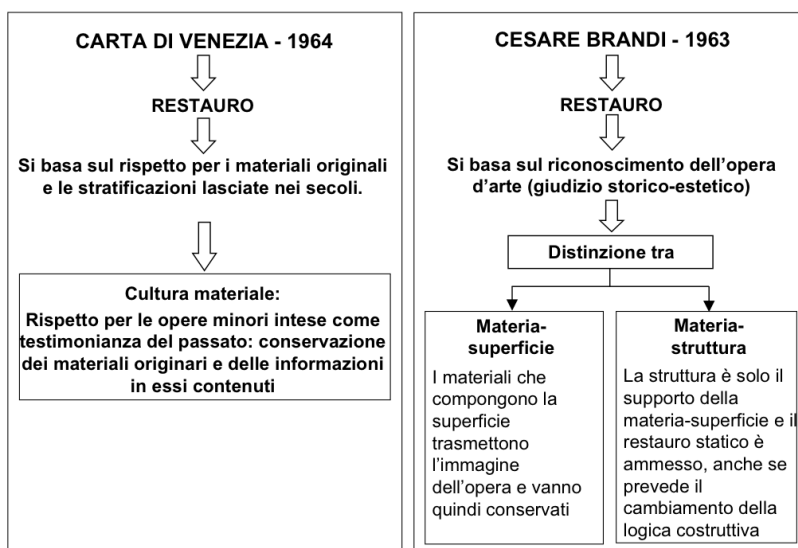 CARTA DI VENEZIA - 1964
RESTAURO
Si basa sul rispetto per i materiali originali
e le stratificazioni lasciate nei secoli.
Cultura materiale:
Rispetto per le opere minori intese come
testimonianza del passato: conservazione
dei materiali originari e delle informazioni
in essi contenuti
CESARE BRANDI - 1963
RESTAURO
Si basa sul riconoscimento dell'opera
d'arte (giudizio storico-estetico)
Distinzione tra
Materia-
superficie
I materiali che
compongono la
superficie
trasmettono
l'immagine
dell'opera e vanno
quindi conservati
Materia-
struttura
La struttura è solo il
supporto della
materia-superficie e il
restauro statico è
ammesso, anche se
prevede il
cambiamento della
logica costruttiva